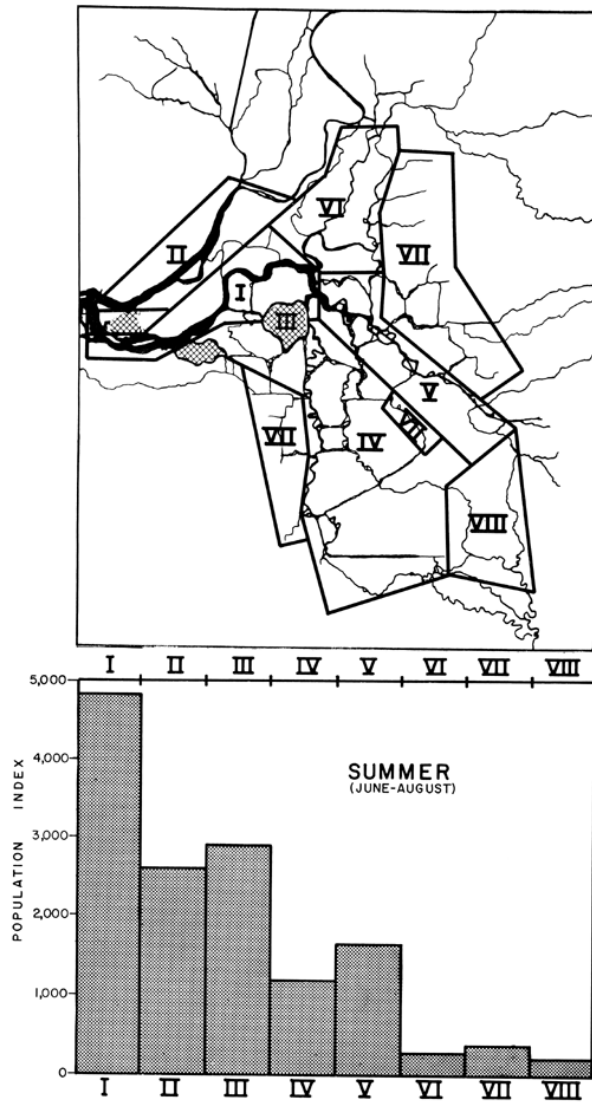 VI
II
VII
I
III
V
VII
VII
IV
VIII
I II III IV V VI VII VIII
5,000
4,000
3,000
2,000
1,000
0
POPULATION INDEX
SUMMER
(JUNE-AUGUST)
I II III IV V VI VII VIII